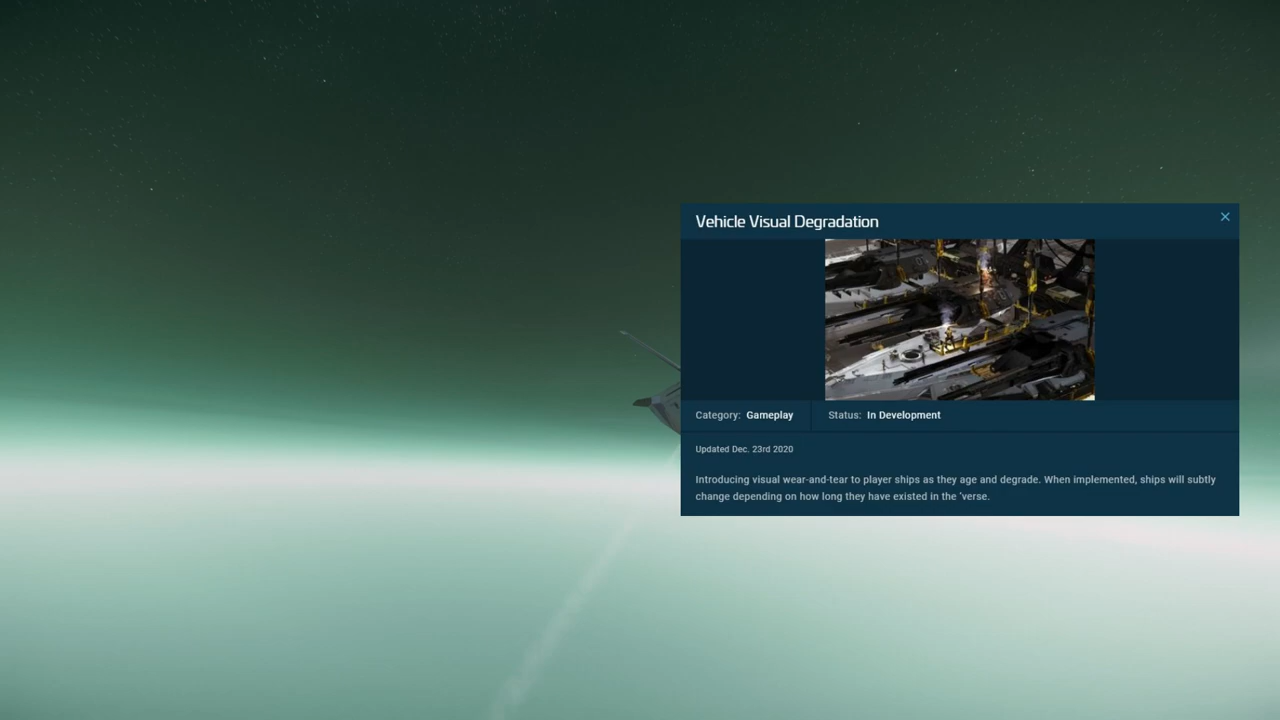 Vehicle Visual Degradation
Category: Gameplay
Status: In Development
Updated Dec. 23rd 2020
Introducing visual wear-and-tear to player ships as they age and degrade. When implemented, ships will subtly
change depending on how long they have existed in the 'verse.